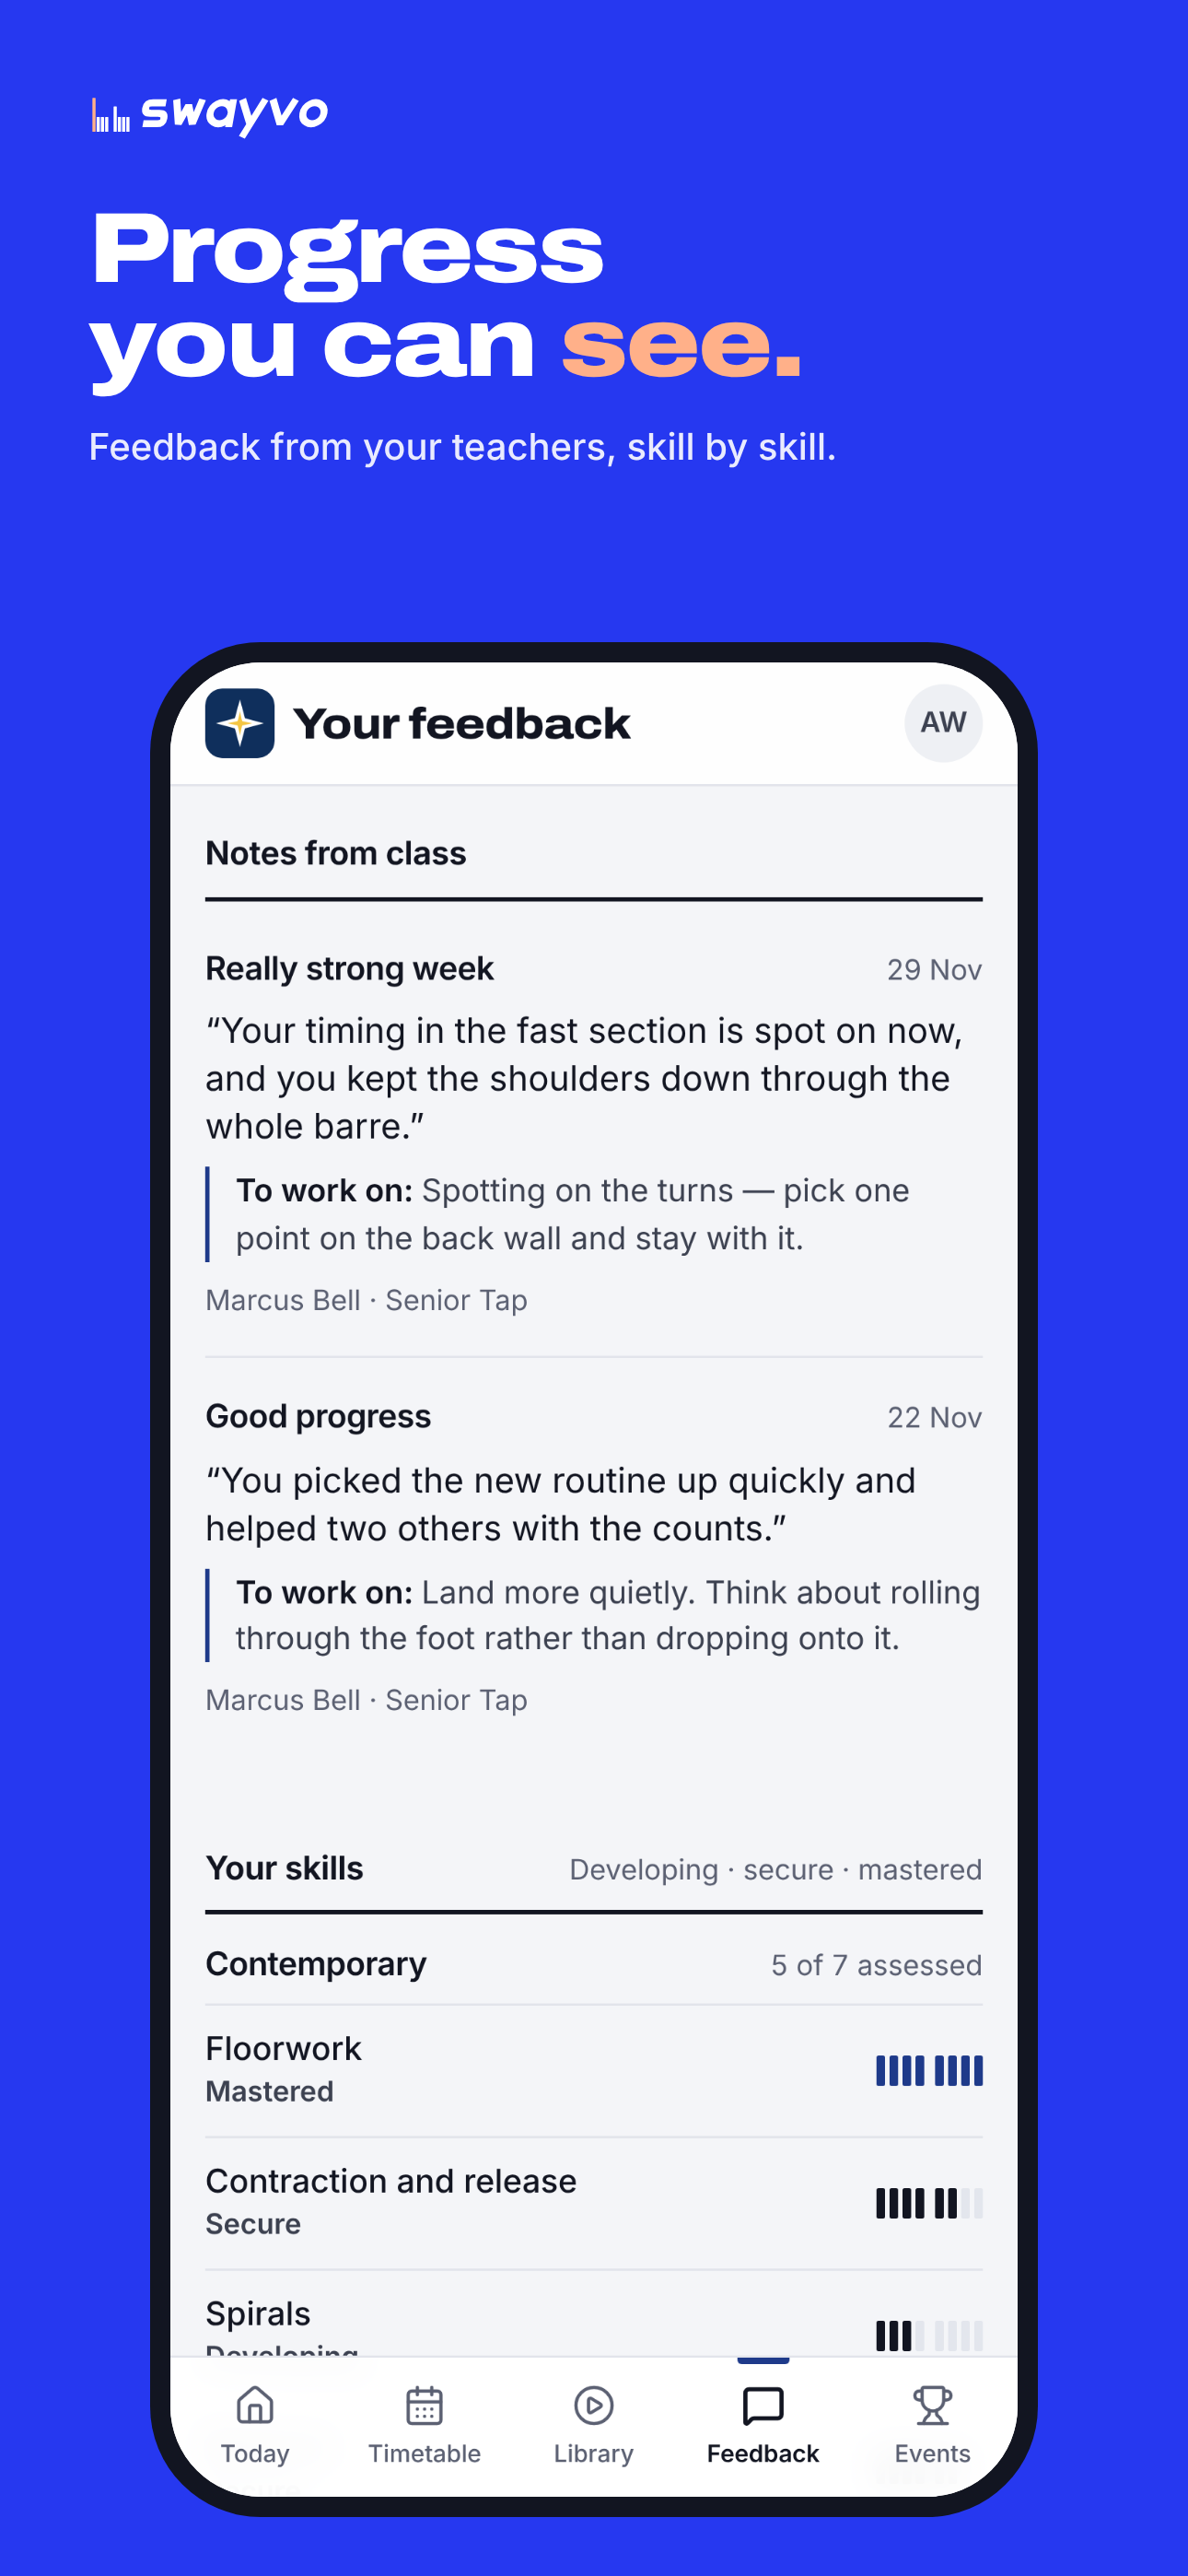 swayvo
Progress
you can see.
Feedback from your teachers, skill by skill.
Your feedback
AW
Notes from class
Really strong week
29 Nov
“Your timing in the fast section is spot on now,
and you kept the shoulders down through the
whole barre.”
To work on: Spotting on the turns — pick one
point on the back wall and stay with it.
Marcus Bell · Senior Tap
Good progress
22 Nov
“You picked the new routine up quickly and
helped two others with the counts.”
To work on: Land more quietly. Think about rolling
through the foot rather than dropping onto it.
Marcus Bell · Senior Tap
Your skills
Developing · secure · mastered
Contemporary
5 of 7 assessed
Floorwork
Mastered
Contraction and release
Secure
Spirals
Developing
Today
Timetable
Library
Feedback
Events